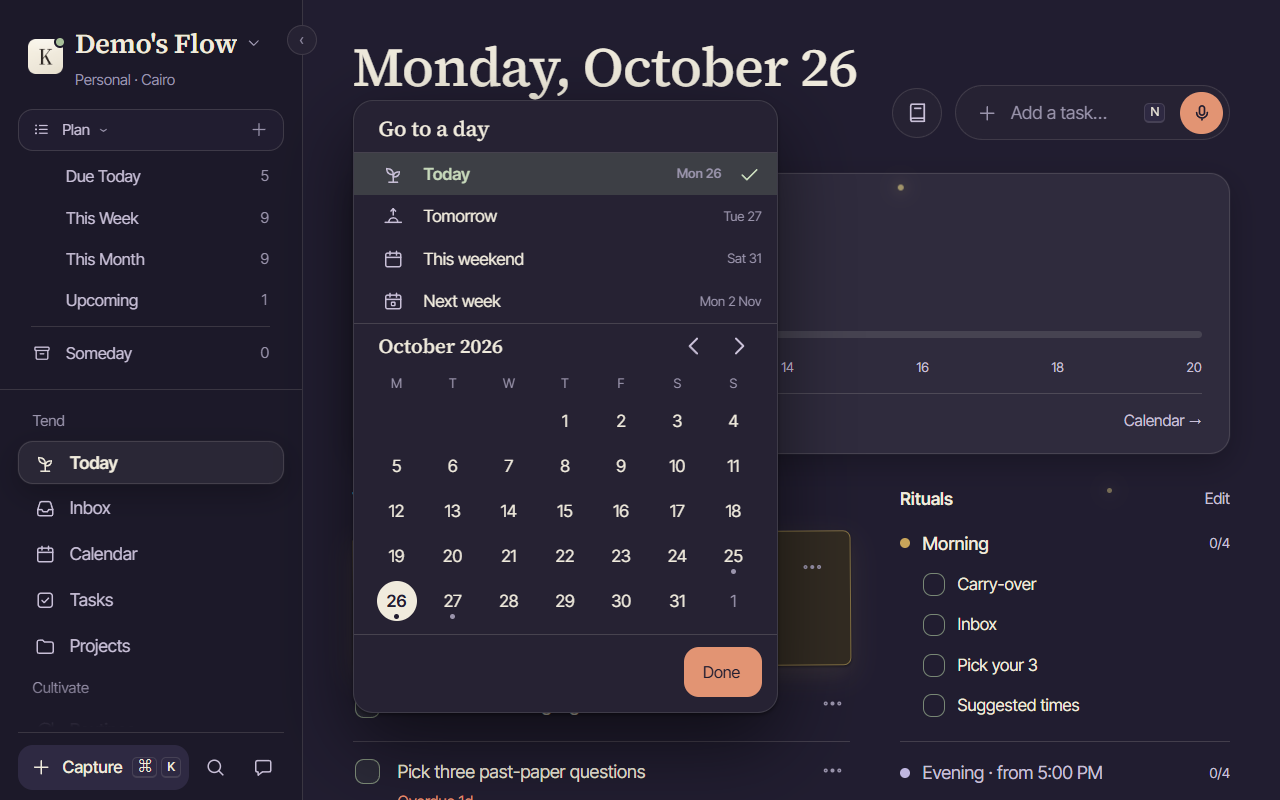 K
Demo's Flow
Personal · Cairo
Plan
Due Today 5
This Week 9
This Month 9
Upcoming 1
Someday 0
Tend
Today
Inbox
Calendar
Tasks
Projects
Cultivate
Capture ⌘ K
Monday, October 26
Add a task... N
Go to a day
Today Mon 26
Tomorrow Tue 27
This weekend Sat 31
Next week Mon 2 Nov
October 2026
M T W T F S S
1 2 3 4
5 6 7 8 9 10 11
12 13 14 15 16 17 18
19 20 21 22 23 24 25
26 27 28 29 30 31 1
Done
14 16 18 20
Calendar →
Pick three past-paper questions
Overdue 1d
Rituals Edit
Morning 0/4
Carry-over
Inbox
Pick your 3
Suggested times
Evening · from 5:00 PM 0/4